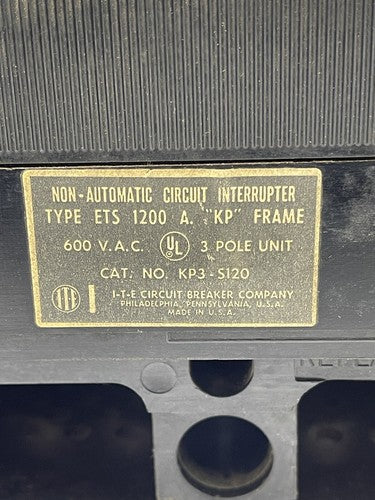 NON-AUTOMATIC CIRCUIT INTERRUPTER
TYPE ETS 1200 A. "KP" FRAME
600 V.A.C. UL 3 POLE UNIT
CAT. NO. KP3-S120
ITE I-T-E CIRCUIT BREAKER COMPANY
PHILADELPHIA, PENNSYLVANIA, U.S.A.
MADE IN U.S.A.